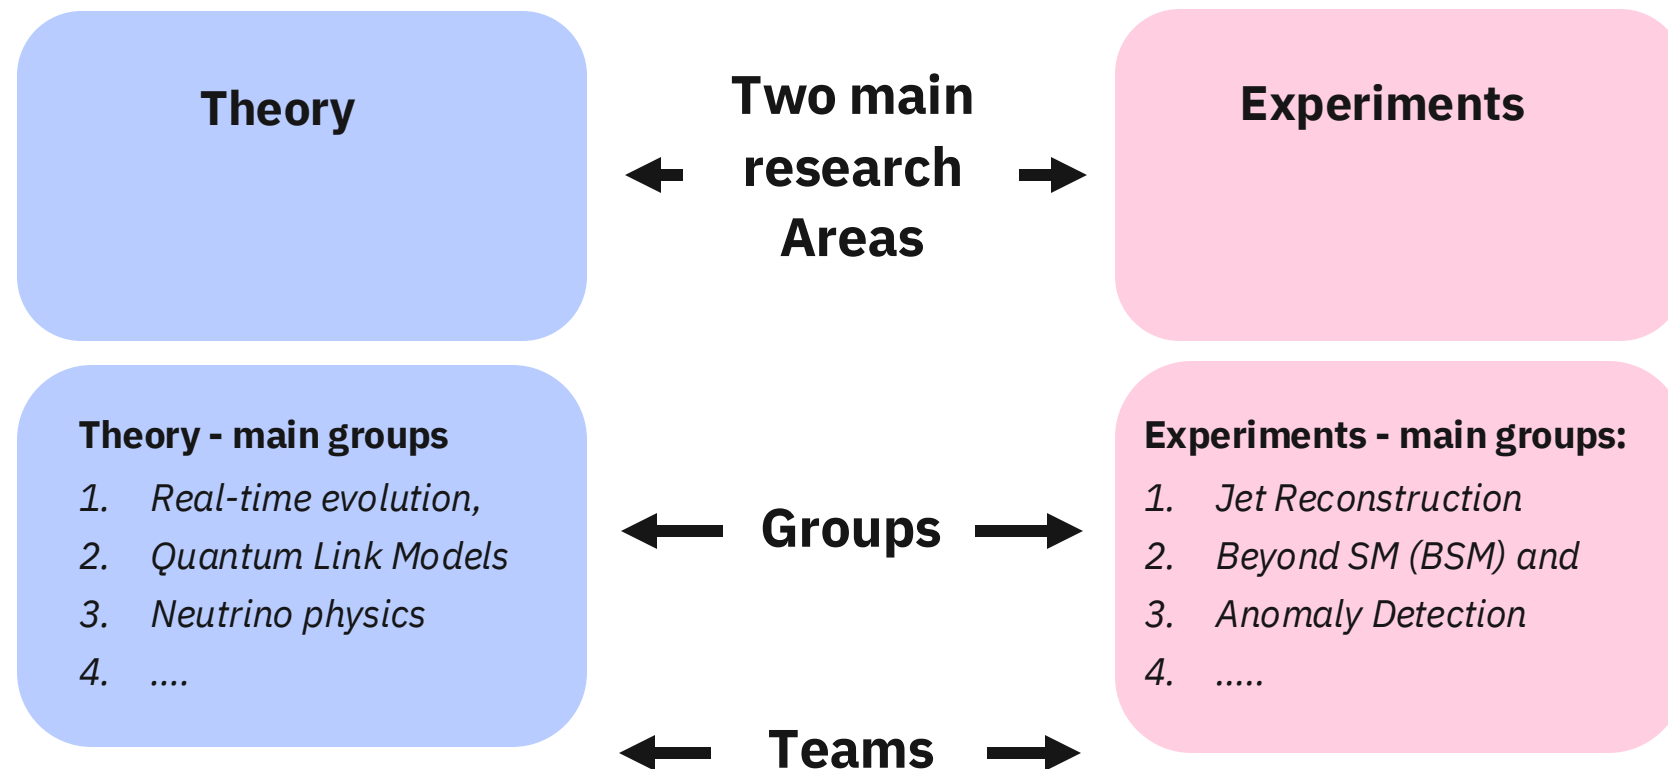 Theory
Two main
research
Areas
Experiments
Theory - main groups
1. Real-time evolution,
2. Quantum Link Models
3. Neutrino physics
4. ....
Groups
Experiments - main groups:
1. Jet Reconstruction
2. Beyond SM (BSM) and
3. Anomaly Detection
4. .....
Teams